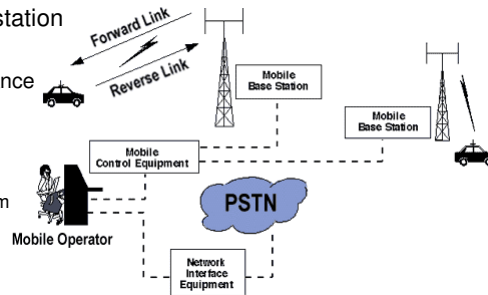 station
Forward Link
Reverse Link
nce
Mobile
Base Station
Mobile
Base Station
Mobile
Control Equipment
m
PSTN
Mobile Operator
Network
Interface
Equipment